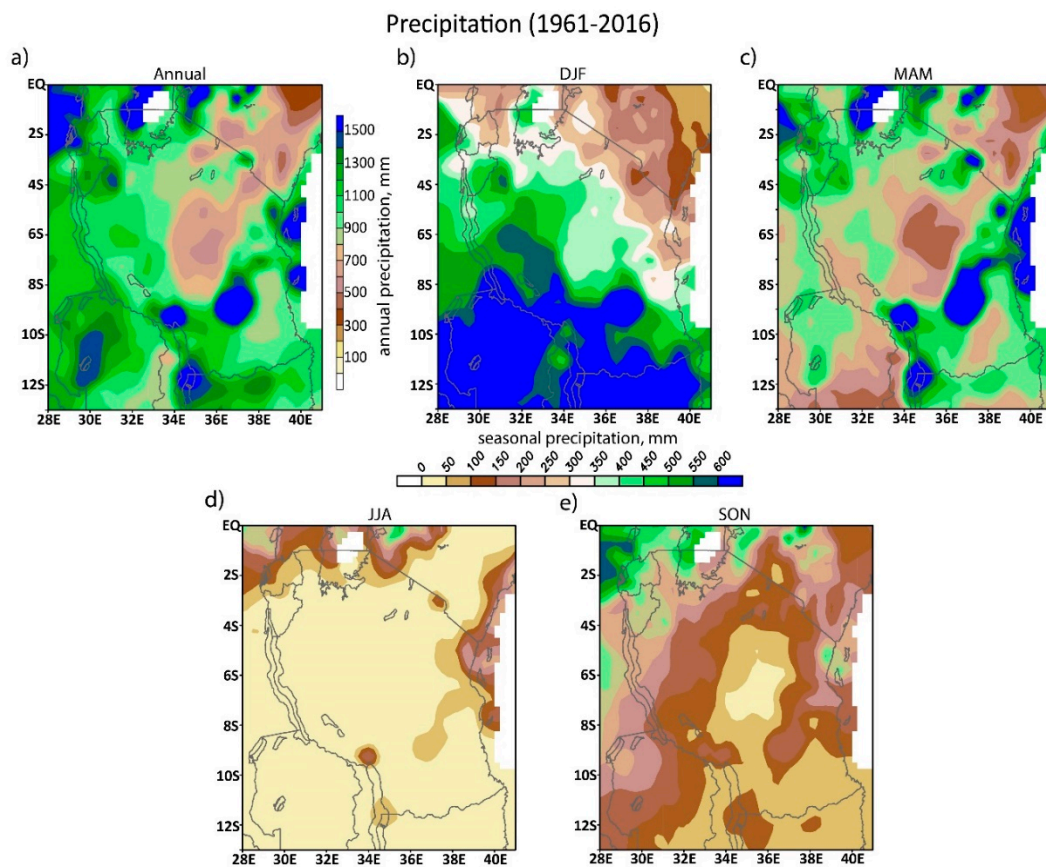 Precipitation (1961-2016)
a)
Annual
EQ
2S
4S
6S
8S
10S
12S
28E 30E 32E 34E 36E 38E 40E
1500
1300
1100
900
700
500
300
100
annual precipitation, mm
b)
DJF
EQ
2S
4S
6S
8S
10S
12S
28E 30E 32E 34E 36E 38E 40E
c)
MAM
EQ
2S
4S
6S
8S
10S
12S
28E 30E 32E 34E 36E 38E 40E
seasonal precipitation, mm
0 50 100 150 200 250 300 350 400 450 500 550 600
d)
JJA
EQ
2S
4S
6S
8S
10S
12S
28E 30E 32E 34E 36E 38E 40E
e)
SON
EQ
2S
4S
6S
8S
10S
12S
28E 30E 32E 34E 36E 38E 40E